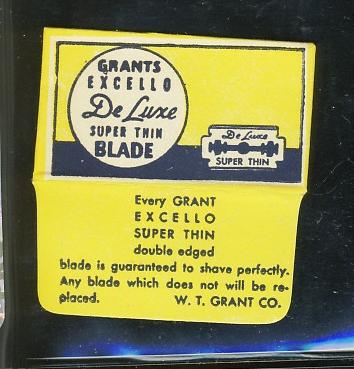 GRANTS
EXCELLO
De Luxe
SUPER THIN
BLADE
De Luxe
SUPER THIN
Every GRANT
EXCELLO
SUPER THIN
double edged
blade is guaranteed to shave perfectly.
Any blade which does not will be re-
placed. W. T. GRANT CO.